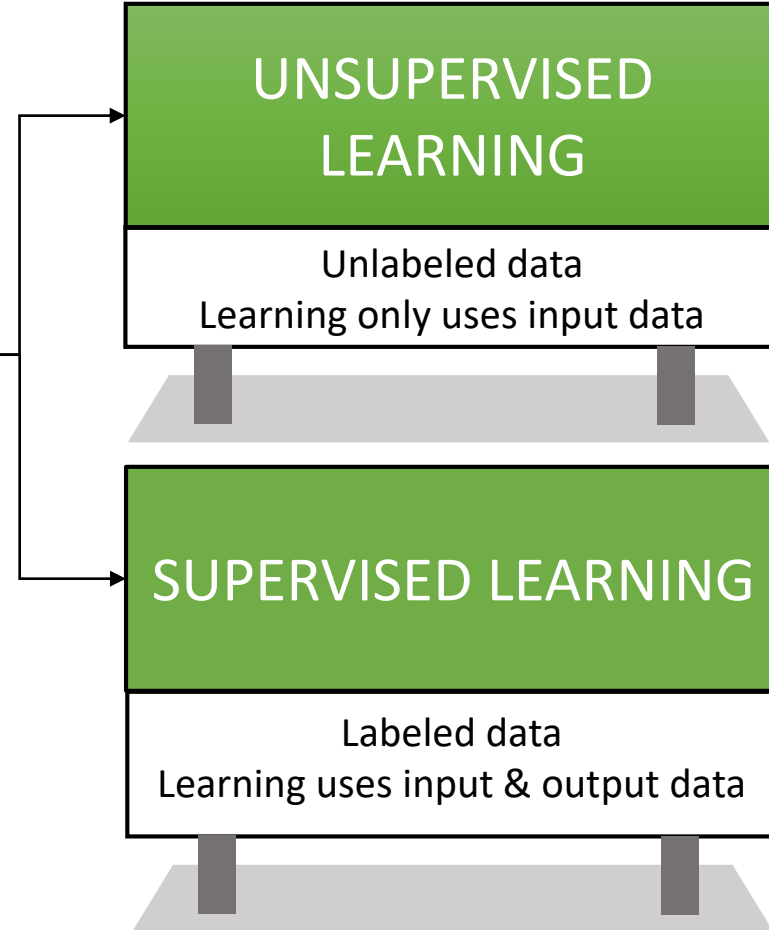 UNSUPERVISED
LEARNING
Unlabeled data
Learning only uses input data
SUPERVISED LEARNING
Labeled data
Learning uses input & output data